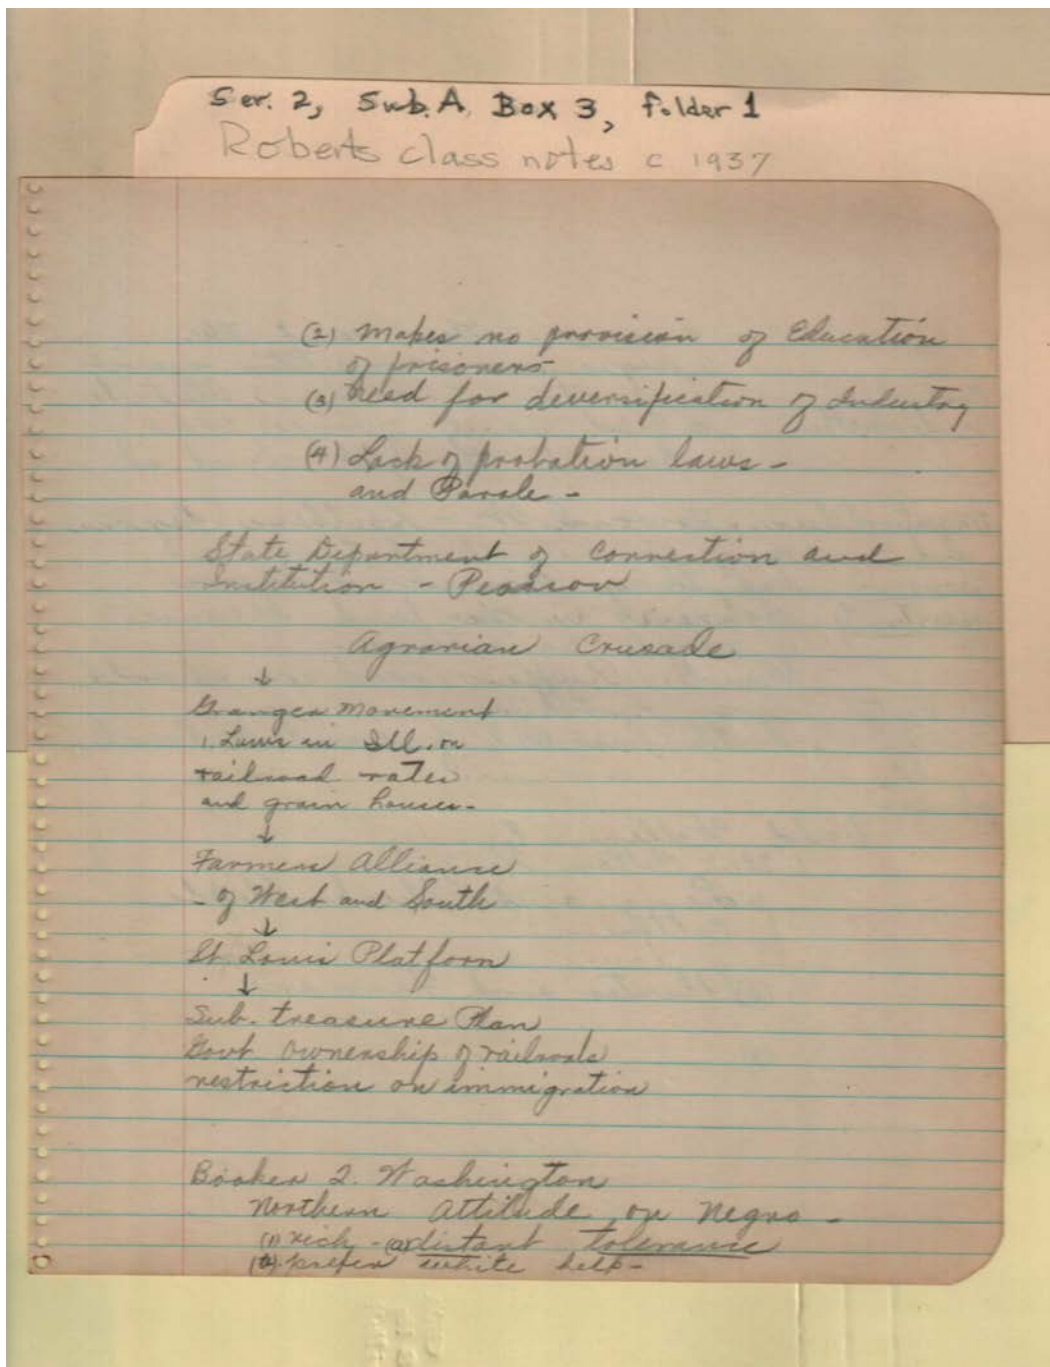 Ser. 2, Sub. A, Box 3, folder 1
Roberts class notes c 1937
(2) Makes no provision of Education
of prisoners
(3) Need for deversification of Industry
(4) Lack of probation laws -
and Parole -
State Department of Connection and
Institution - Pearson
Agrarian Crusade
↓
Granger Movement
1. Laws in Ill. on
railroad rates
and grain houses -
↓
Farmers Alliance
- of West and South
↓
St. Louis Platform
↓
Sub. treasure Plan
Govt ownership of railroads
restriction on immigration
Booker T. Washington
Northern attitude on Negro -
(1) rich - (a) distant tolerance
(b) prefer white help -